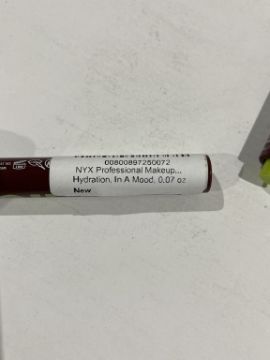 00800897250072
NYX Professional Makeup...
Hydration, In A Mood, 0.07 oz
New